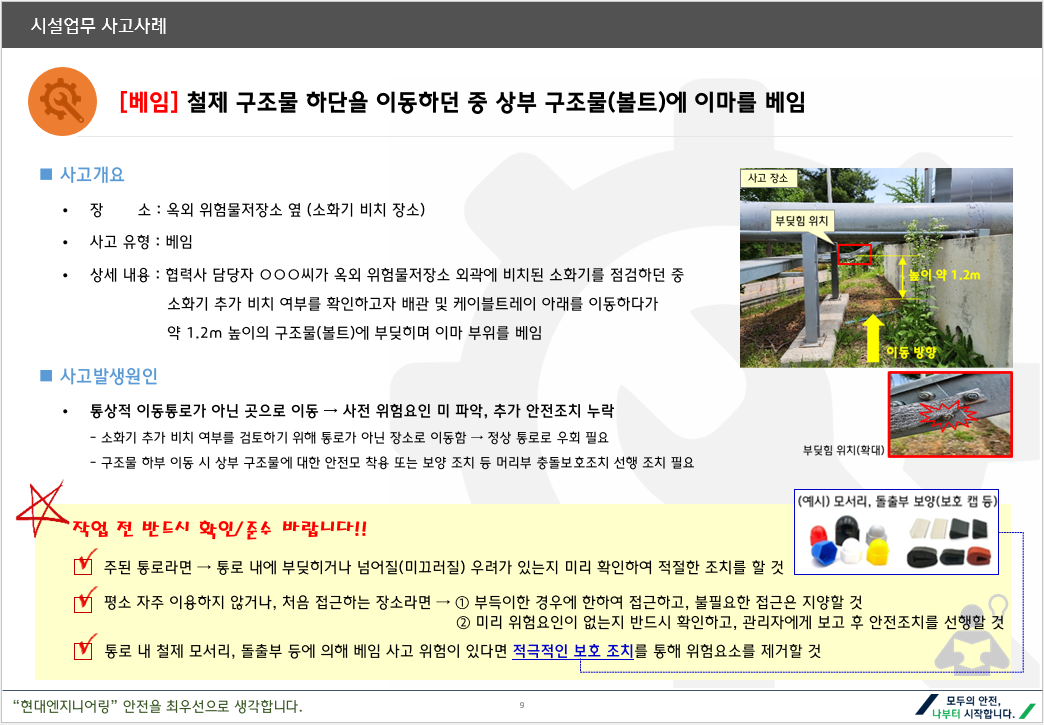 시설업무 사고사례
[베임] 철제 구조물 하단을 이동하던 중 상부 구조물(볼트)에 이마를 베임
■ 사고개요
• 장 소 : 옥외 위험물저장소 옆 (소화기 비치 장소)
• 사고 유형 : 베임
• 상세 내용 : 협력사 담당자 ○○○씨가 옥외 위험물저장소 외곽에 비치된 소화기를 점검하던 중
소화기 추가 비치 여부를 확인하고자 배관 및 케이블트레이 아래를 이동하다가
약 1.2m 높이의 구조물(볼트)에 부딪히며 이마 부위를 베임
사고 장소
부딪힘 위치
높이 약 1.2m
이동 방향
부딪힘 위치(확대)
■ 사고발생원인
• 통상적 이동통로가 아닌 곳으로 이동 → 사전 위험요인 미 파악, 추가 안전조치 누락
- 소화기 추가 비치 여부를 검토하기 위해 통로가 아닌 장소로 이동함 → 정상 통로로 우회 필요
- 구조물 하부 이동 시 상부 구조물에 대한 안전모 착용 또는 보양 조치 등 머리부 충돌보호조치 선행 조치 필요
(예시) 모서리, 돌출부 보양(보호 캡 등)
작업 전 반드시 확인/준수 바랍니다!!
주된 통로라면 → 통로 내에 부딪히거나 넘어질(미끄러질) 우려가 있는지 미리 확인하여 적절한 조치를 할 것
평소 자주 이용하지 않거나, 처음 접근하는 장소라면 → ① 부득이한 경우에 한하여 접근하고, 불필요한 접근은 지양할 것
② 미리 위험요인이 없는지 반드시 확인하고, 관리자에게 보고 후 안전조치를 선행할 것
통로 내 철제 모서리, 돌출부 등에 의해 베임 사고 위험이 있다면 적극적인 보호 조치를 통해 위험요소를 제거할 것
“현대엔지니어링” 안전을 최우선으로 생각합니다.
9
모두의 안전,
나부터 시작합니다.